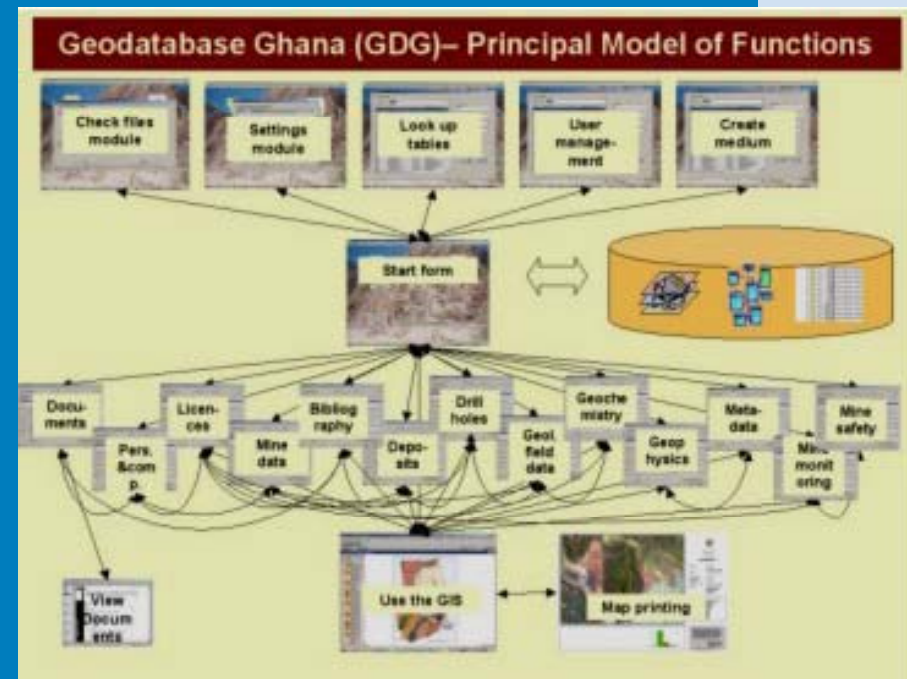 Geodatabase Ghana (GDG)– Principal Model of Functions
Check files
module
Settings
module
Look up
tables
User
manage-
ment
Create
medium
Start form
Docu-
ments
Pers.
&com
p.
Licen-
ces
Mine
data
Bibliog
raphy
Depo-
sits
Drill
holes
Geol.
field
data
Geoche
mistry
Geop
hysics
Meta-
data
Mine
monit
oring
Mine
safety
View
Docum
ents
Use the GIS
Map printing